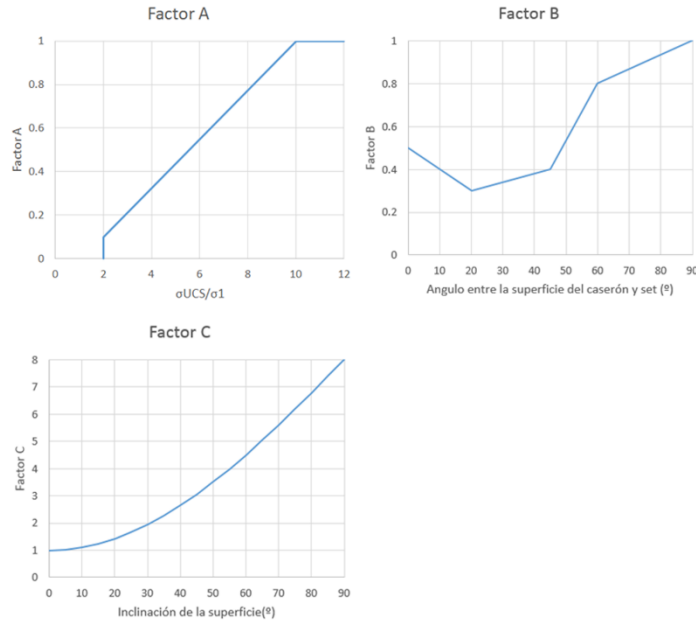 Factor A
1
0.8
0.6
0.4
0.2
0
Factor A
0 2 4 6 8 10 12
σUCS/σ1
Factor B
1
0.8
0.6
0.4
0.2
0
Factor B
0 10 20 30 40 50 60 70 80 90
Angulo entre la superficie del caserón y set (º)
Factor C
8
7
6
5
4
3
2
1
0
Factor C
0 10 20 30 40 50 60 70 80 90
Inclinación de la superficie(º)